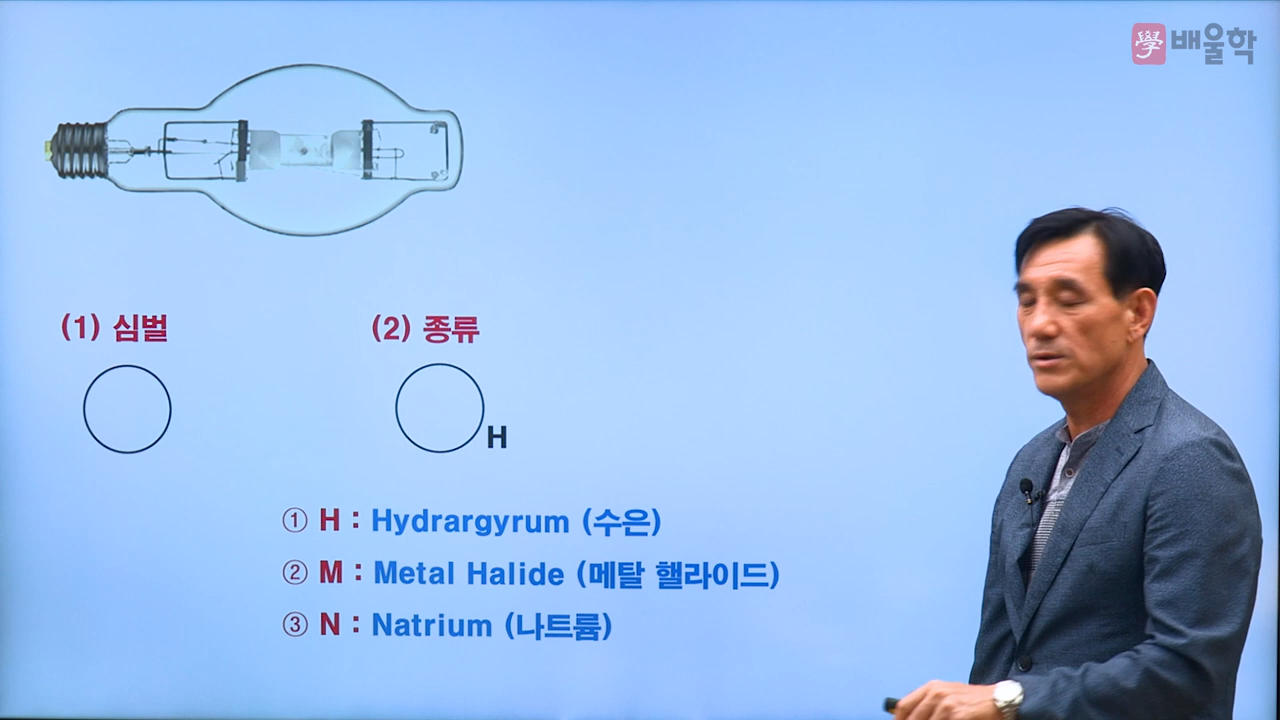 學 배울학
(1) 심벌
(2) 종류
H
① H : Hydrargyrum (수은)
② M : Metal Halide (메탈 핼라이드)
③ N : Natrium (나트륨)